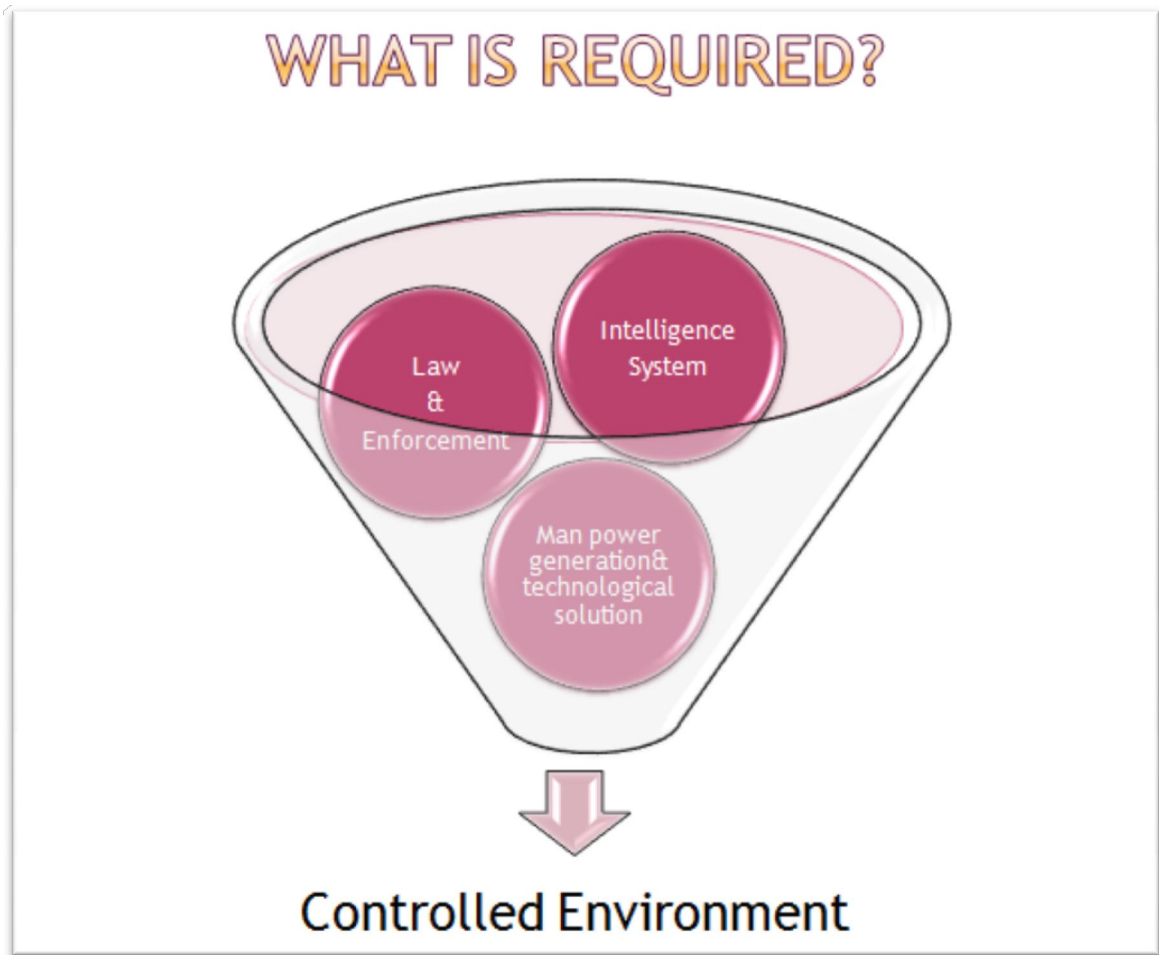 WHAT IS REQUIRED?
Intelligence
System
Law
&
Enforcement
Man power
generation&
technological
solution
Controlled Environment